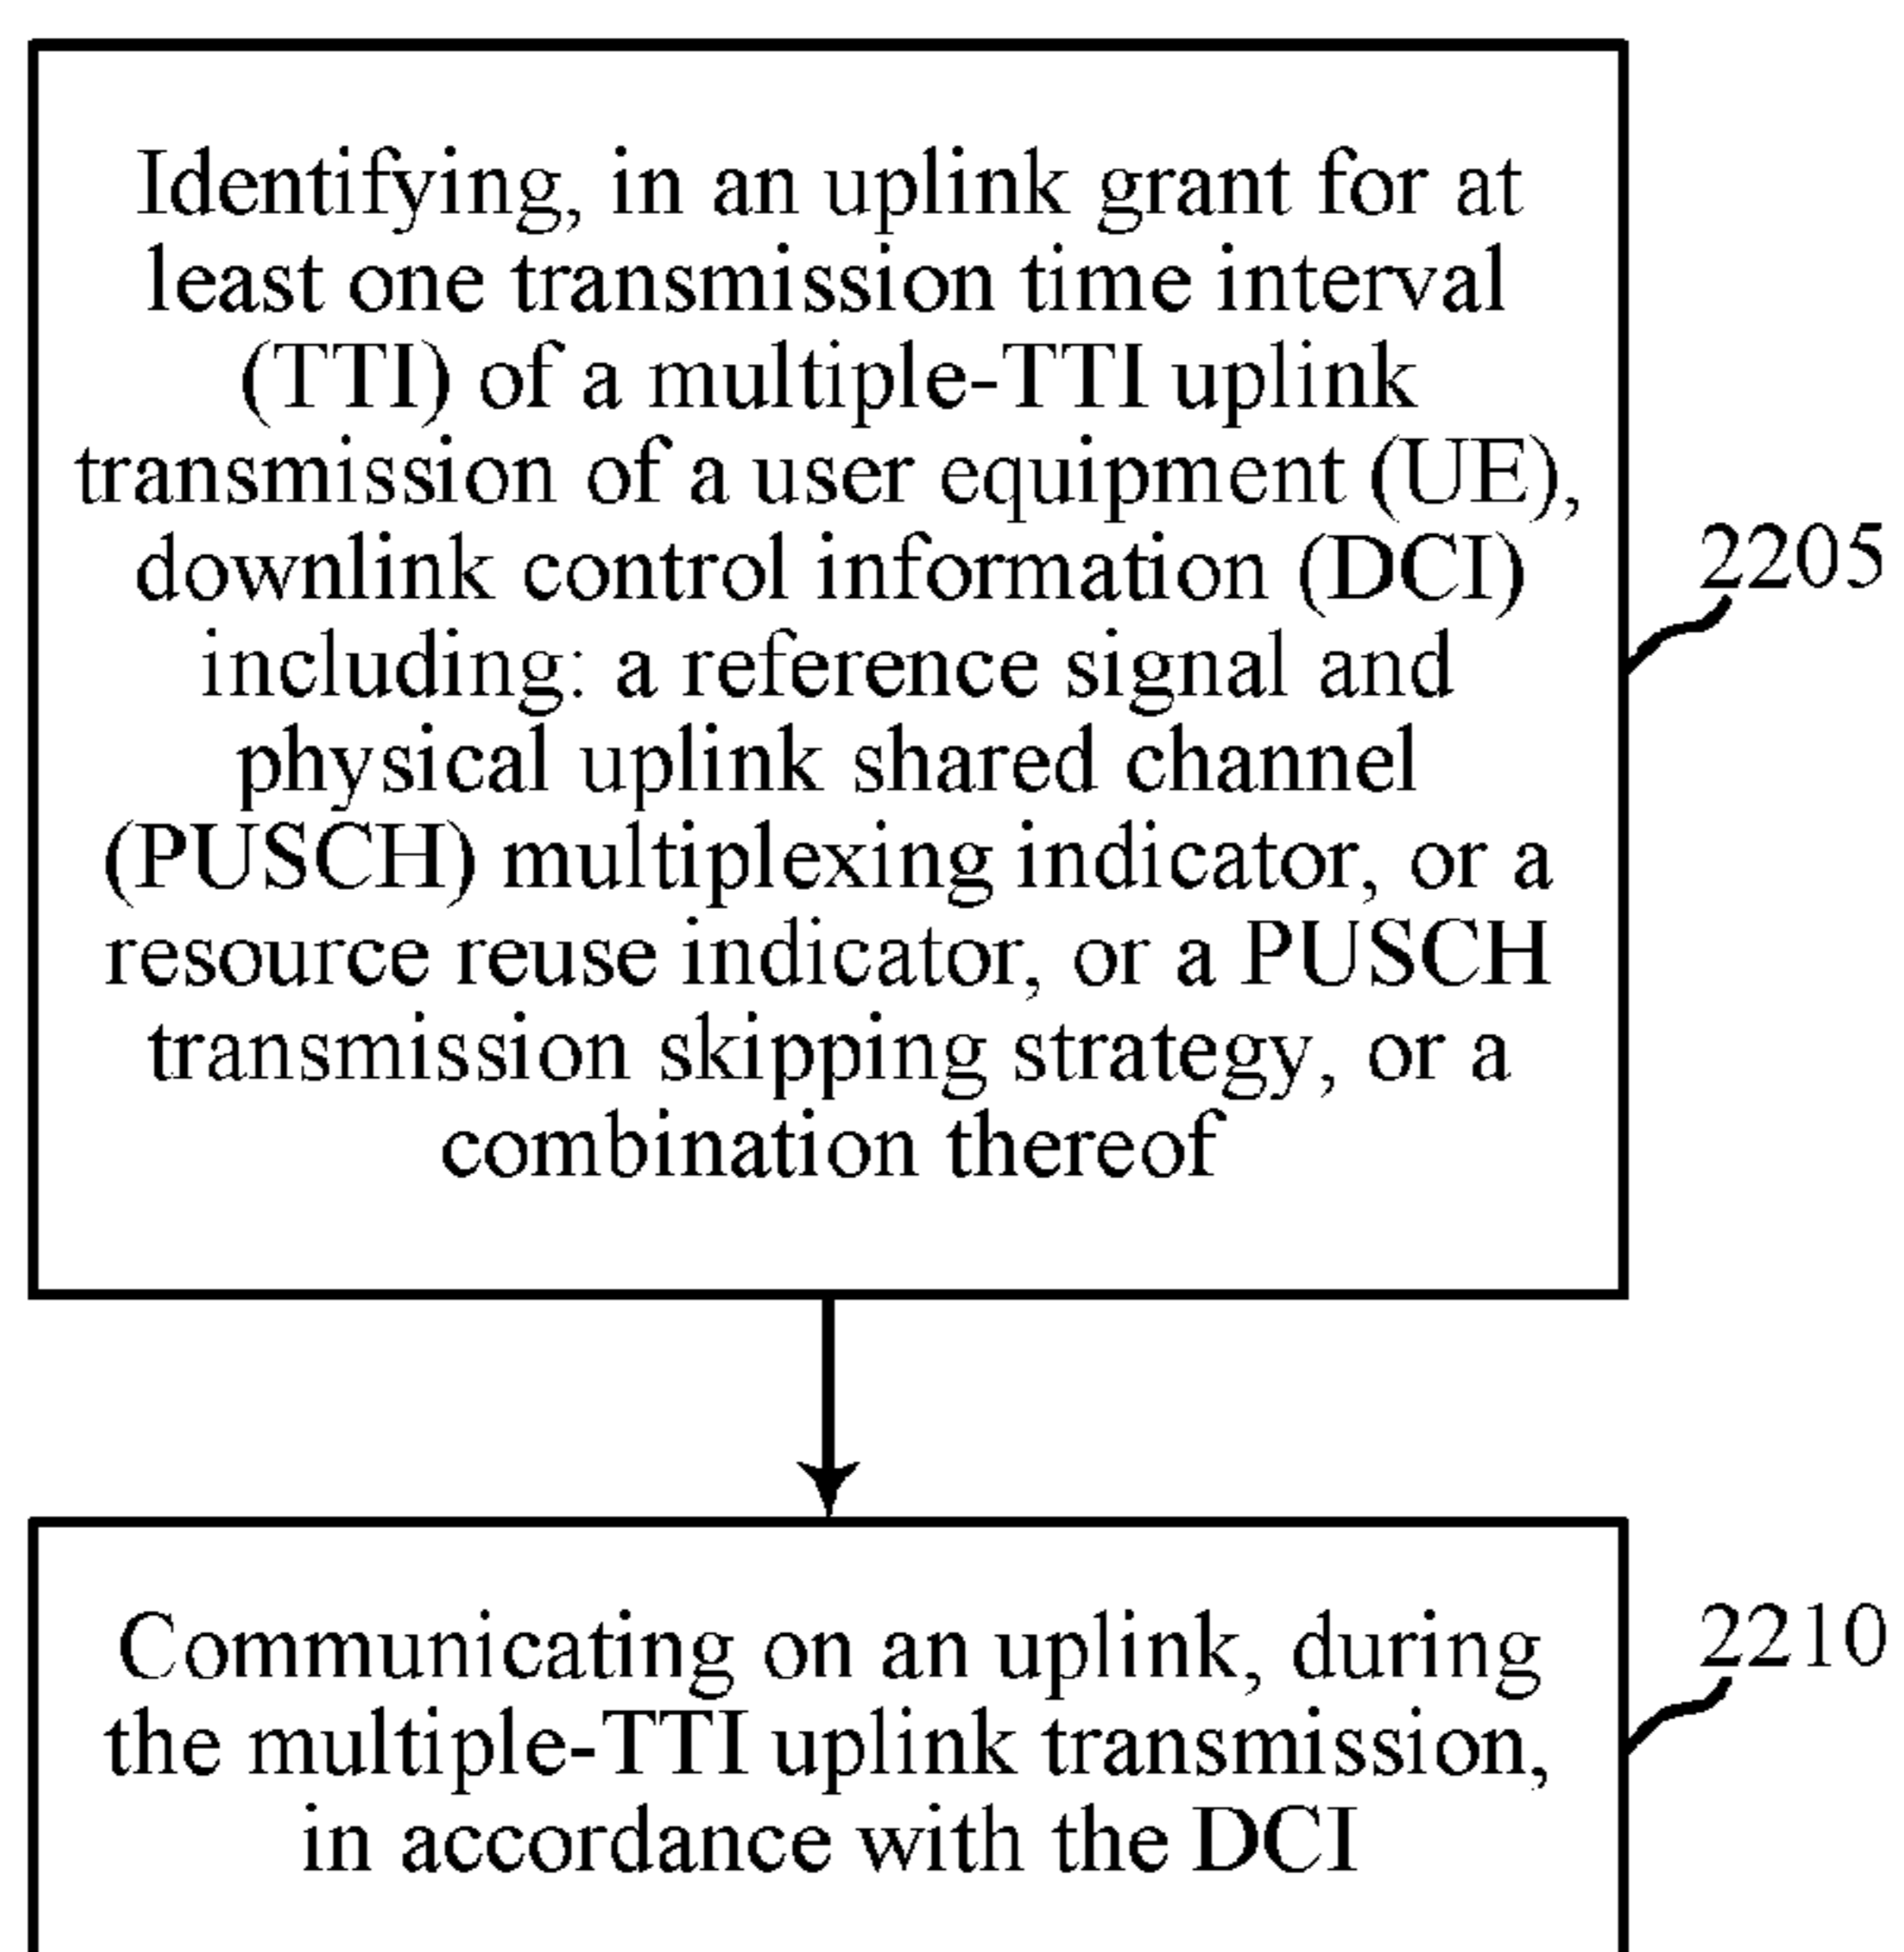 Identifying, in an uplink grant for at
least one transmission time interval
(TTI) of a multiple-TTI uplink
transmission of a user equipment (UE),
downlink control information (DCI)
including: a reference signal and
physical uplink shared channel
(PUSCH) multiplexing indicator, or a
resource reuse indicator, or a PUSCH
transmission skipping strategy, or a
combination thereof
2205
Communicating on an uplink, during
the multiple-TTI uplink transmission,
in accordance with the DCI
2210